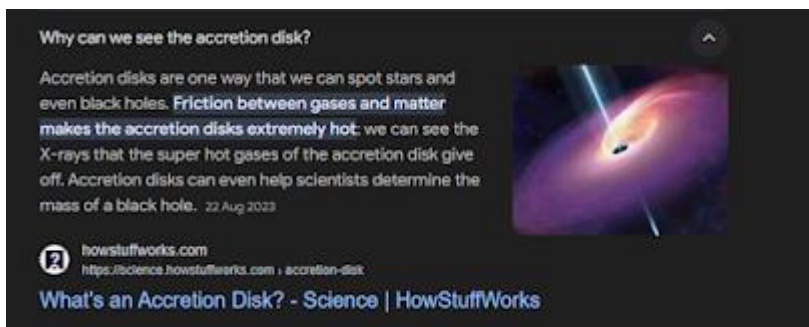 Why can we see the accretion disk?
Accretion disks are one way that we can spot stars and
even black holes. Friction between gases and matter
makes the accretion disks extremely hot; we can see the
X-rays that the super hot gases of the accretion disk give
off. Accretion disks can even help scientists determine the
mass of a black hole. 22 Aug 2023
howstuffworks.com
https://science.howstuffworks.com › accretion-disk
What's an Accretion Disk? - Science | HowStuffWorks